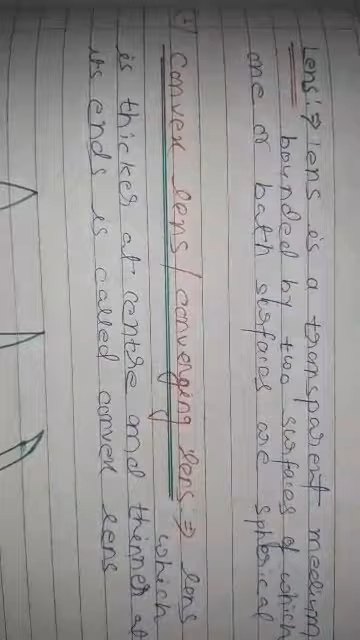 Lens:⇒ Lens is a transparent medium
bounded by two surfaces of which
one or both surfaces are spherical
(i) Convex lens/converging lens:⇒ lens
which
is thicker at centre and thinner at
its ends is called convex lens